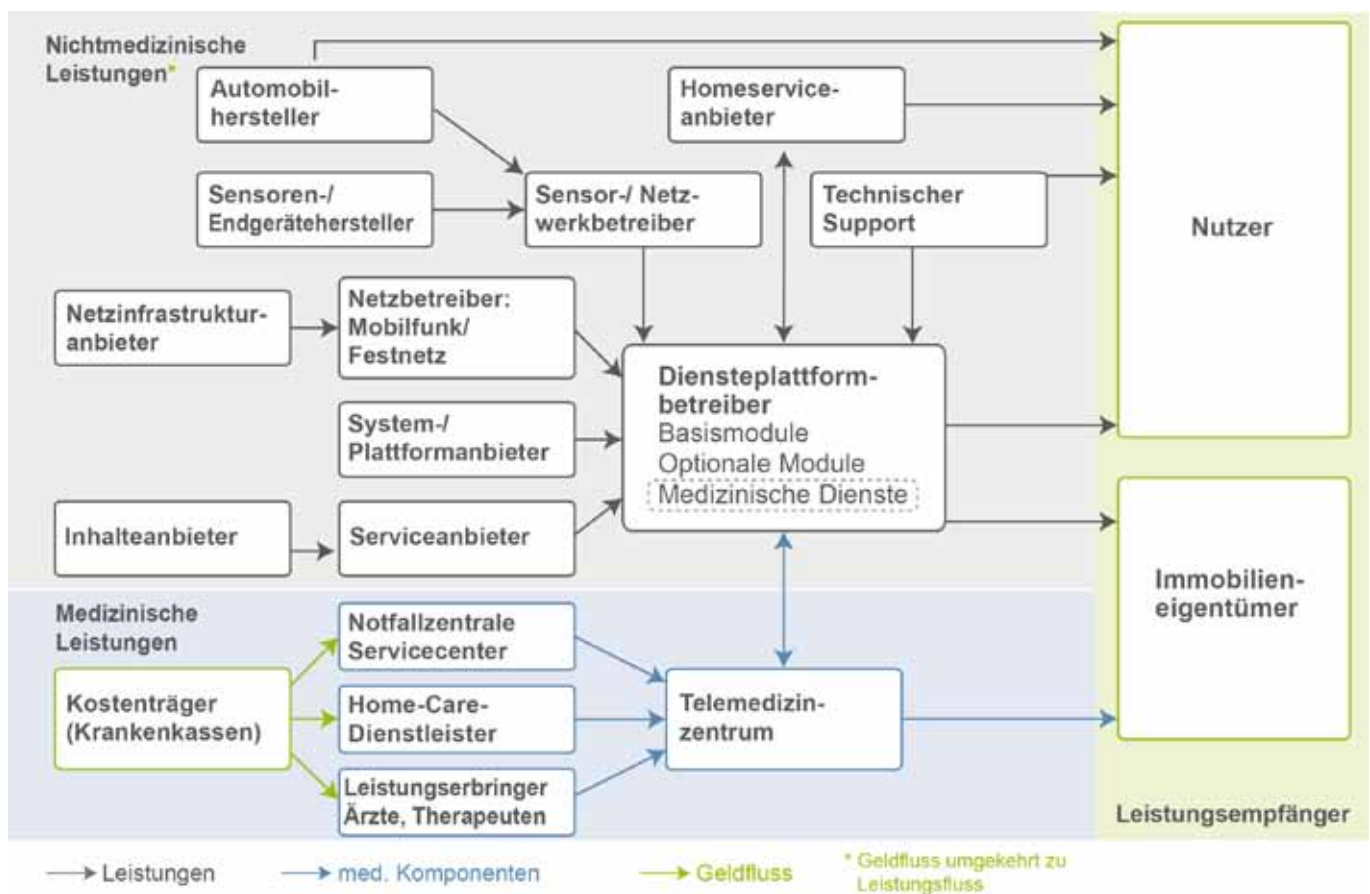 Nichtmedizinische
Leistungen*
Automobil-
hersteller
Homeservice-
anbieter
Sensoren-/
Endgerätehersteller
Sensor-/ Netz-
werkbetreiber
Technischer
Support
Nutzer
Netzinfrastruktur-
anbieter
Netzbetreiber:
Mobilfunk/
Festnetz
Diensteplattform-
betreiber
Basismodule
Optionale Module
Medizinische Dienste
System-/
Plattformanbieter
Inhalteanbieter
Serviceanbieter
Immobilien-
eigentümer
Medizinische
Leistungen
Notfallzentrale
Servicecenter
Kostenträger
(Krankenkassen)
Home-Care-
Dienstleister
Telemedizin-
zentrum
Leistungserbringer
Ärzte, Therapeuten
Leistungsempfänger
Leistungen
med. Komponenten
Geldfluss
* Geldfluss umgekehrt zu
Leistungsfluss